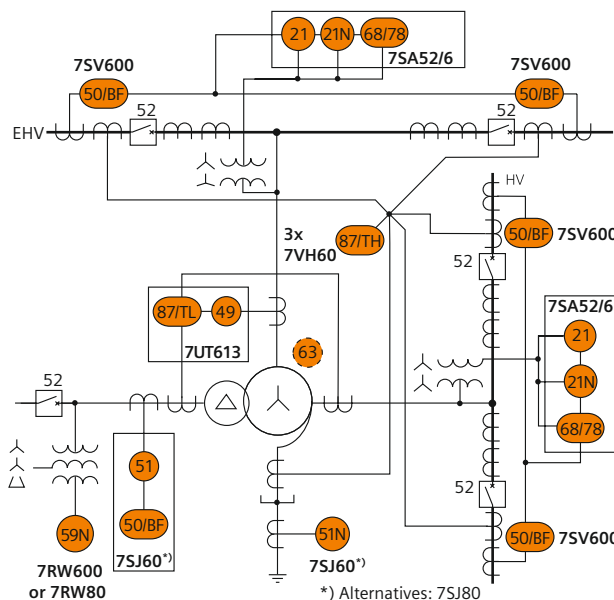 21 21N 68/78
7SA52/6
7SV600
50/BF
7SV600
50/BF
52
52
EHV
HV
3x
7VH60
87/TH
50/BF
7SV600
52
87/TL 49
7UT613
63
7SA52/6
21
21N
68/78
52
51
50/BF
7SJ60*)
59N
7RW600
or 7RW80
51N
7SJ60*)
52
50/BF
7SV600
*) Alternatives: 7SJ80